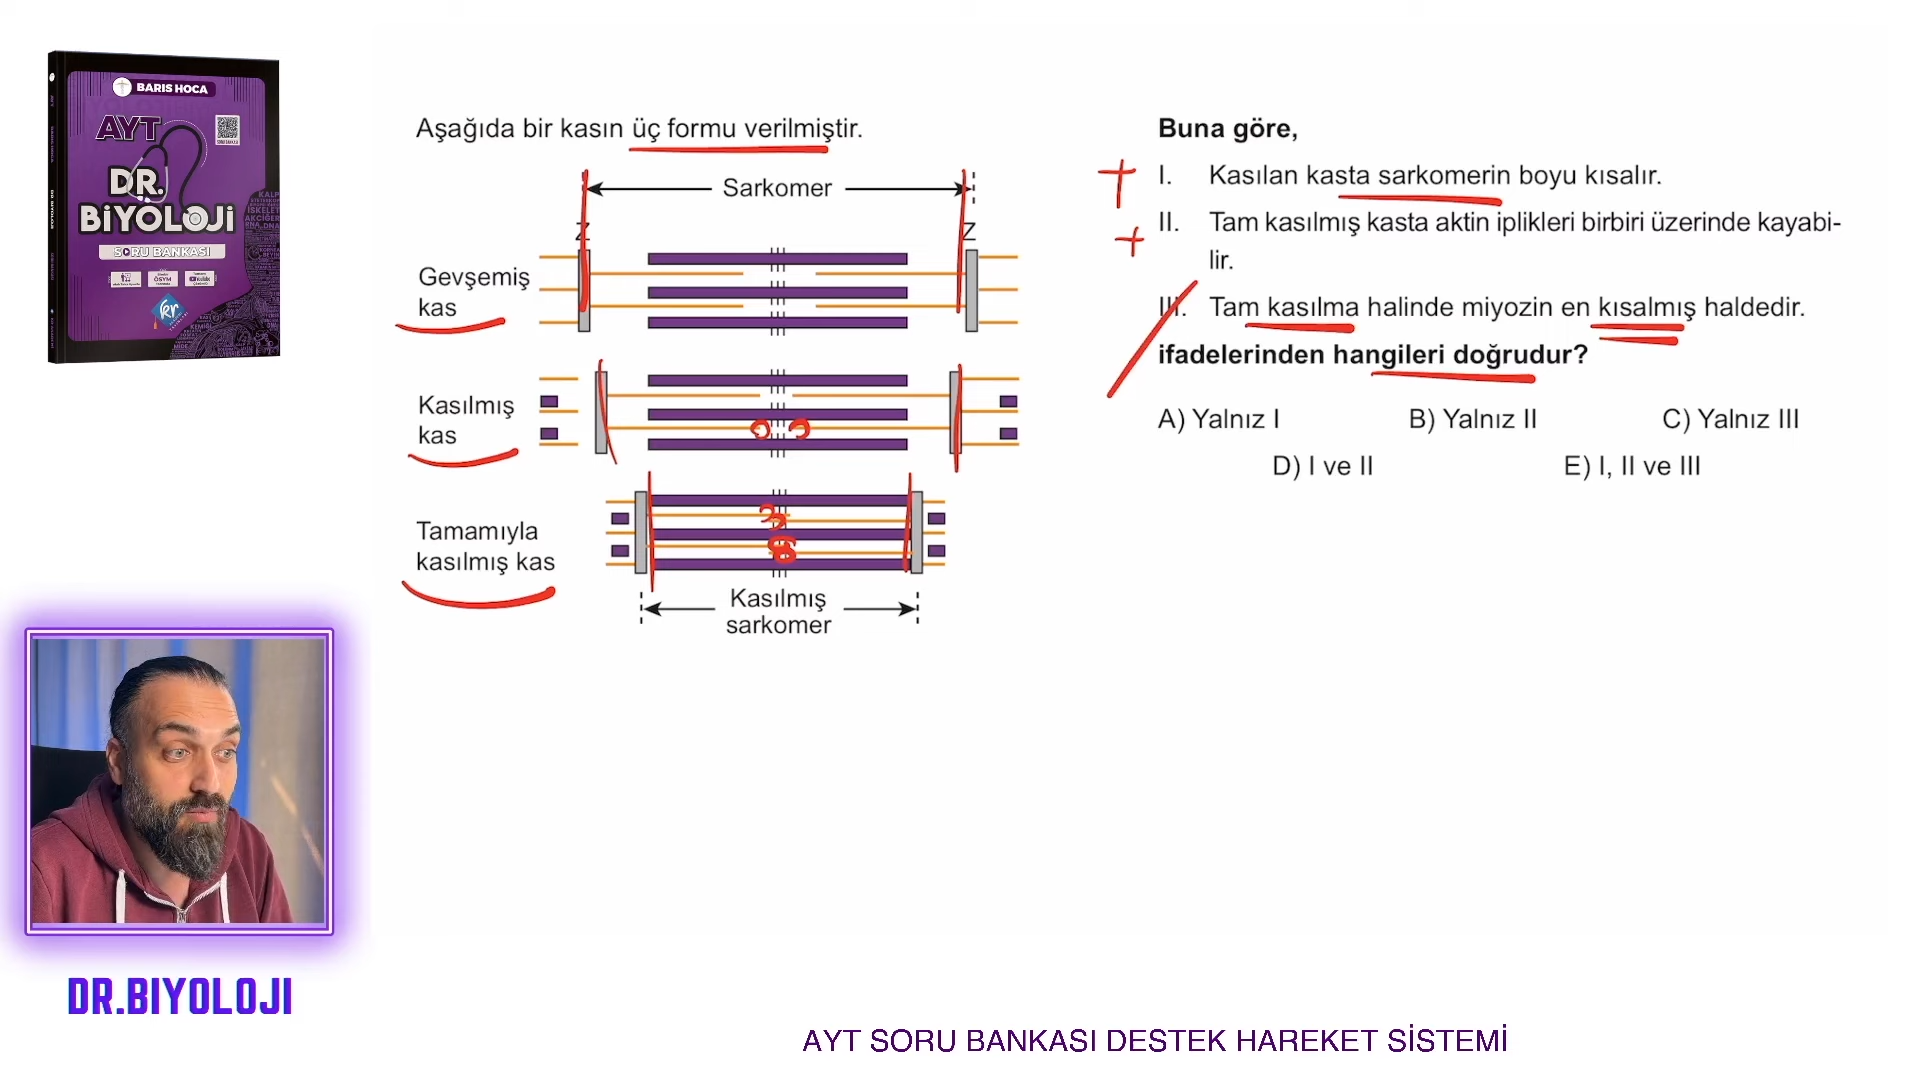 BARIS HOCA
AYT
DR.
BİYOLOJİ
SORU BANKASI
Aşağıda bir kasın üç formu verilmiştir.
Sarkomer
Z
Z
Gevşemiş
kas
Kasılmış
kas
Tamamıyla
kasılmış kas
Kasılmış
sarkomer
Buna göre,
I. Kasılan kasta sarkomerin boyu kısalır.
II. Tam kasılmış kasta aktin iplikleri birbiri üzerinde kayabi-
lir.
III. Tam kasılma halinde miyozin en kısalmış haldedir.
ifadelerinden hangileri doğrudur?
A) Yalnız I
B) Yalnız II
C) Yalnız III
D) I ve II
E) I, II ve III
DR.BIYOLOJI
AYT SORU BANKASI DESTEK HAREKET SİSTEMİ